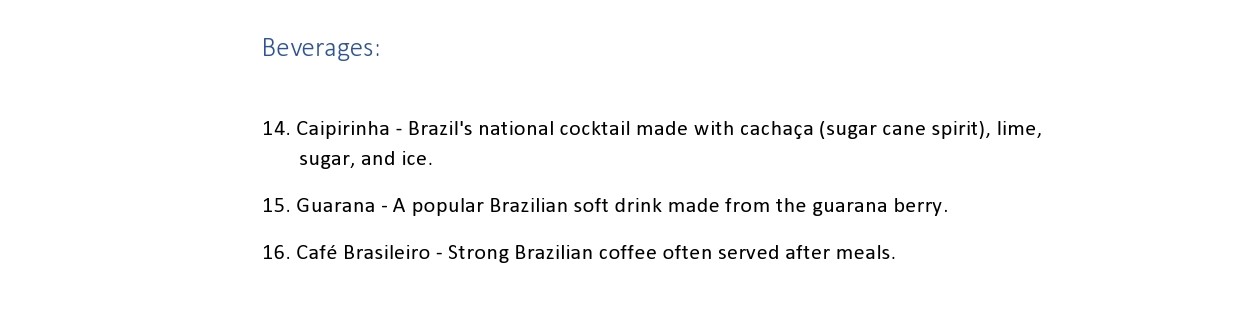 Beverages:
14. Caipirinha - Brazil's national cocktail made with cachaça (sugar cane spirit), lime,
sugar, and ice.
15. Guarana - A popular Brazilian soft drink made from the guarana berry.
16. Café Brasileiro - Strong Brazilian coffee often served after meals.